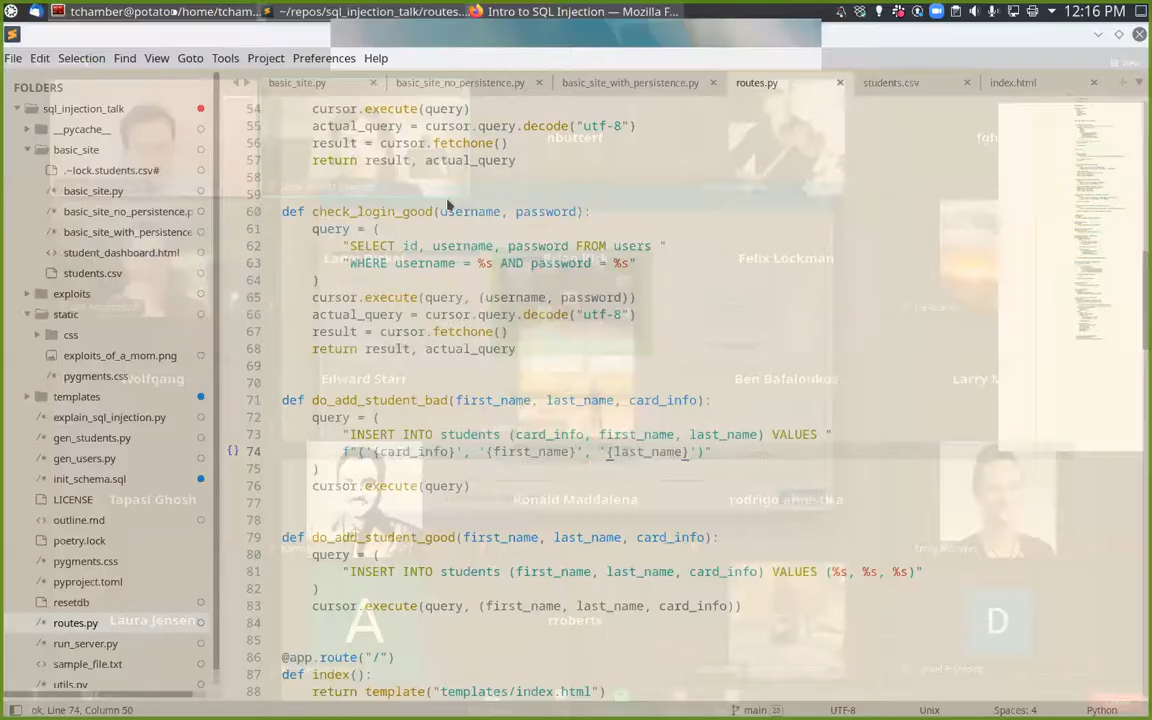 tchamber@potato:/home/tcham...
~/repos/sql_injection_talk/routes...
Intro to SQL Injection — Mozilla F...
12:16 PM
File Edit Selection Find View Goto Tools Project Preferences Help
View
FOLDERS
sql_injection_talk
__pycache__
basic_site
.~lock.students.csv#
basic_site.py
basic_site_no_persistence.p
basic_site_with_persistence
student_dashboard.html
students.csv
exploits
static
css
exploits_of_a_mom.png
pygments.css
templates
explain_sql_injection.py
gen_students.py
gen_users.py
init_schema.sql
LICENSE
outline.md
poetry.lock
pygments.css
pyproject.toml
resetdb
routes.py
run_server.py
sample_file.txt
utils.py
basic_site.py
basic_site_no_persistence.py
basic_site_with_persistence.py
routes.py
students.csv
index.html
54 cursor.execute(query)
55 actual_query = cursor.query.decode("utf-8")
56 result = cursor.fetchone()
57 return result, actual_query
58
59
60 def check_login_good(username, password):
61 query = (
62 "SELECT id, username, password FROM users "
63 "WHERE username = %s AND password = %s"
64 )
65 cursor.execute(query, (username, password))
66 actual_query = cursor.query.decode("utf-8")
67 result = cursor.fetchone()
68 return result, actual_query
69
70
71 def do_add_student_bad(first_name, last_name, card_info):
72 query = (
73 "INSERT INTO students (card_info, first_name, last_name) VALUES "
{} 74 f"('{card_info}', '{first_name}', '{last_name}')"
75 )
76 cursor.execute(query)
77
78
79 def do_add_student_good(first_name, last_name, card_info):
80 query = (
81 "INSERT INTO students (first_name, last_name, card_info) VALUES (%s, %s, %s)"
82 )
83 cursor.execute(query, (first_name, last_name, card_info))
84
85
86 @app.route("/")
87 def index():
88 return template("templates/index.html")
nbutterf
Felix Lockman
Wolfgang
Edward Starr
Ben Bafaloukos
Larry M
Tapasi Ghosh
Ronald Maddalena
Laura Jensen
A
rroberts
D
ok, Line 74, Column 50
main 28
UTF-8
Unix
Spaces: 4
Python